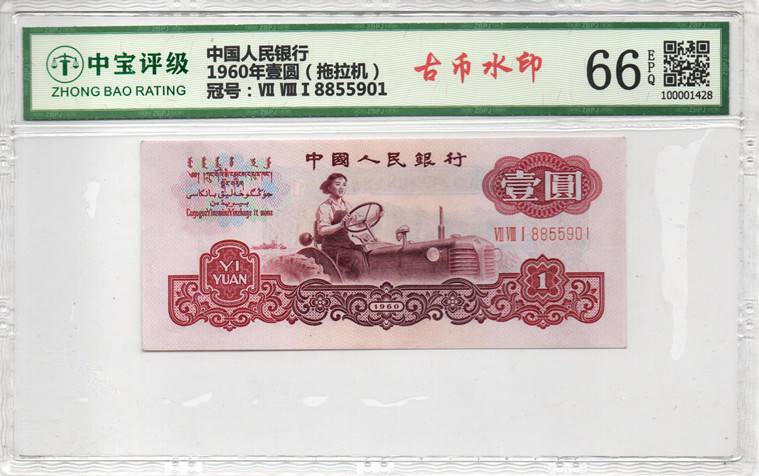 中宝评级
ZHONG BAO RATING
中国人民银行
1960年壹圆（拖拉机）
冠号：Ⅶ Ⅷ Ⅰ 8855901
古币水印
66
EPQ
100001428
中國人民銀行
壹圓
Ⅶ Ⅷ Ⅰ 8855901
YI
YUAN
1960
1